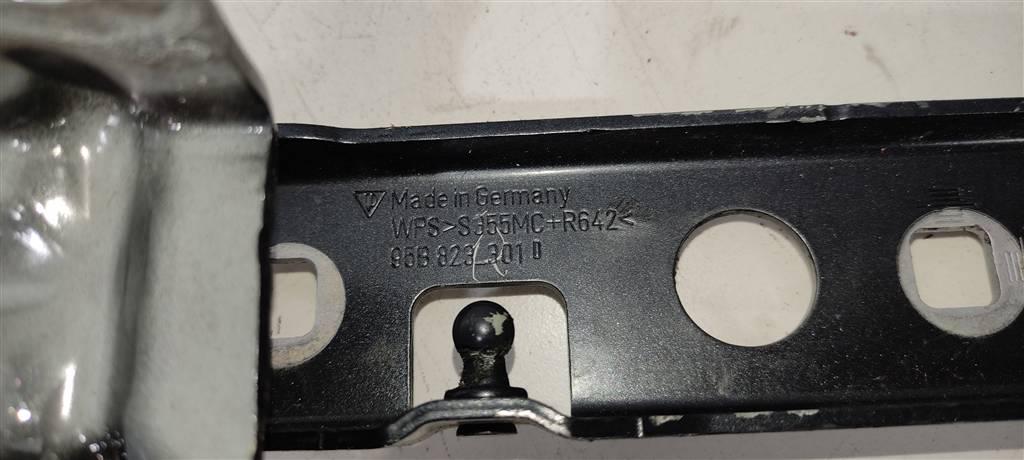 Made in Germany
WPS>S355MC+R642<
95B 823 301 D